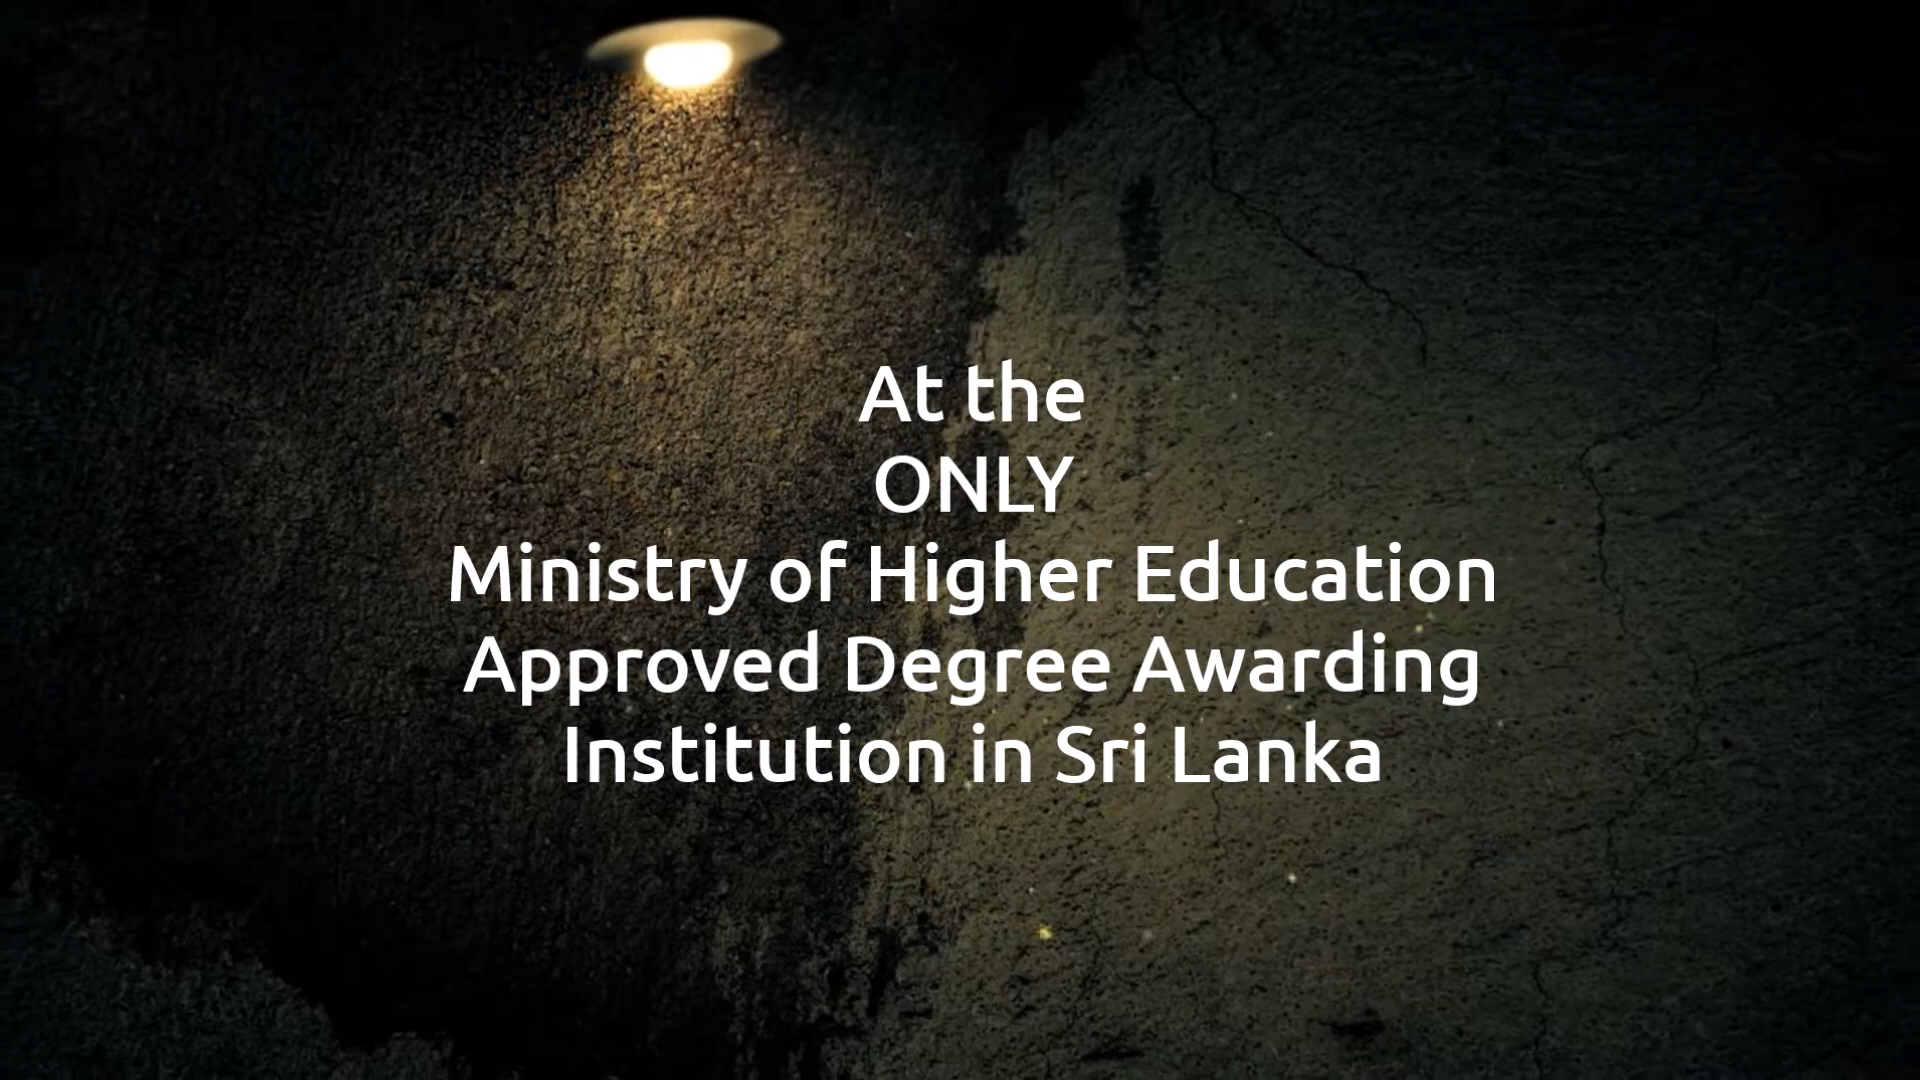 At the
ONLY
Ministry of Higher Education
Approved Degree Awarding
Institution in Sri Lanka